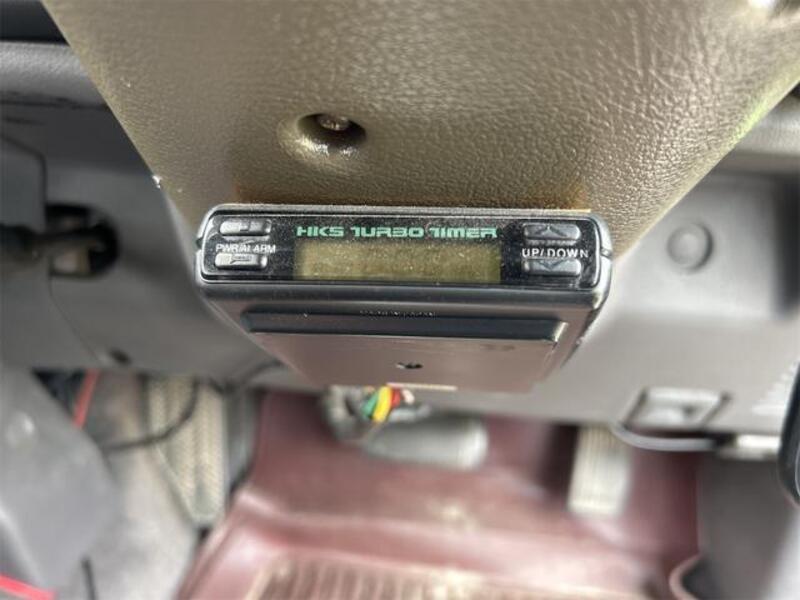 HKS TURBO TIMER
PWR/ALARM
UP/DOWN